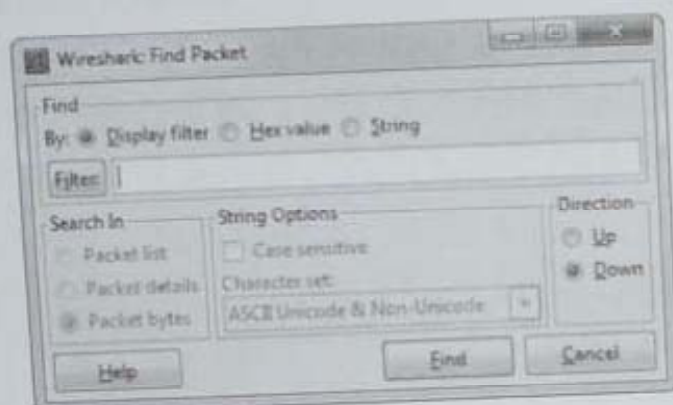 Wireshark: Find Packet
Find
By: Display filter Hex value String
Filter:
Search In
Packet list
Packet details
Packet bytes
String Options
Case sensitive
Character set:
ASCII Unicode & Non-Unicode
Direction
Up
Down
Help
Find
Cancel